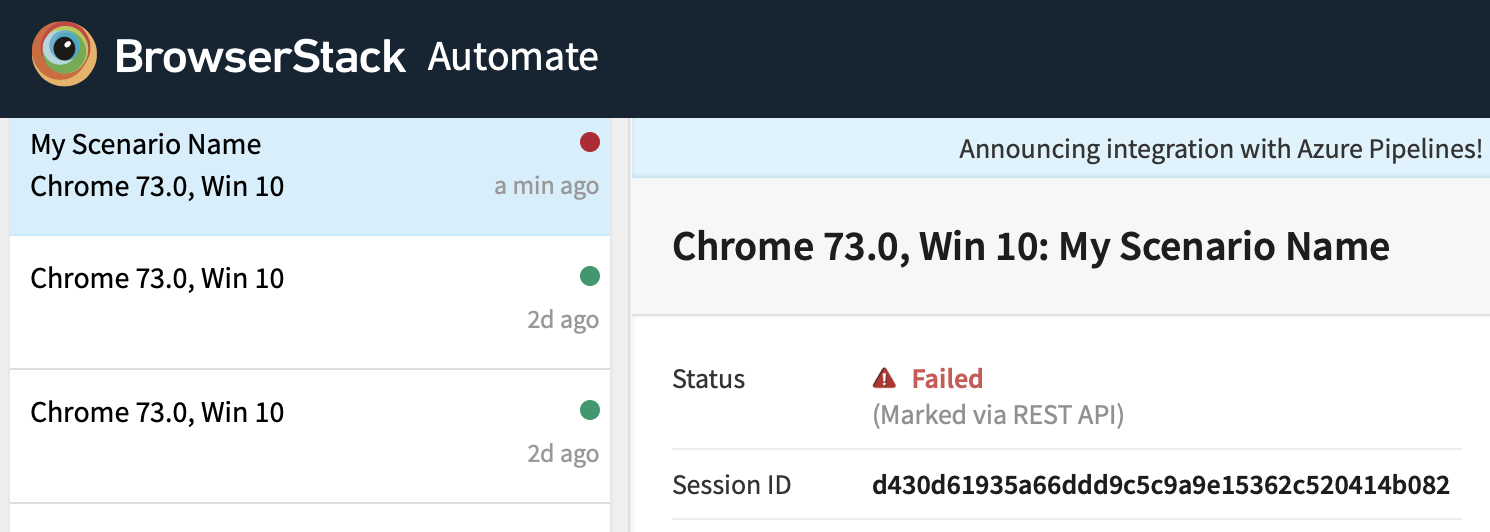 BrowserStack Automate
My Scenario Name
Chrome 73.0, Win 10
a min ago
Chrome 73.0, Win 10
2d ago
Chrome 73.0, Win 10
2d ago
Announcing integration with Azure Pipelines!
Chrome 73.0, Win 10: My Scenario Name
Status
Failed
(Marked via REST API)
Session ID
d430d61935a66ddd9c5c9a9e15362c520414b082